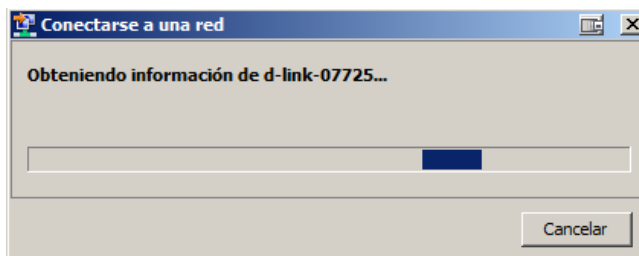 Conectarse a una red
Obteniendo información de d-link-07725...
Cancelar